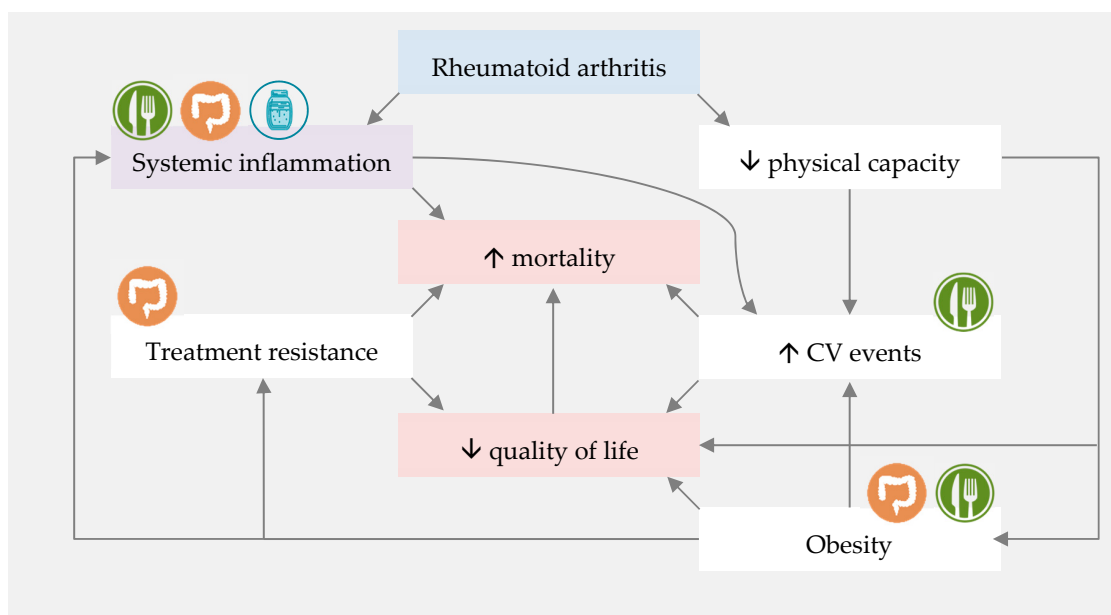 Rheumatoid arthritis
Systemic inflammation
↓ physical capacity
↑ mortality
Treatment resistance
↑ CV events
↓ quality of life
Obesity